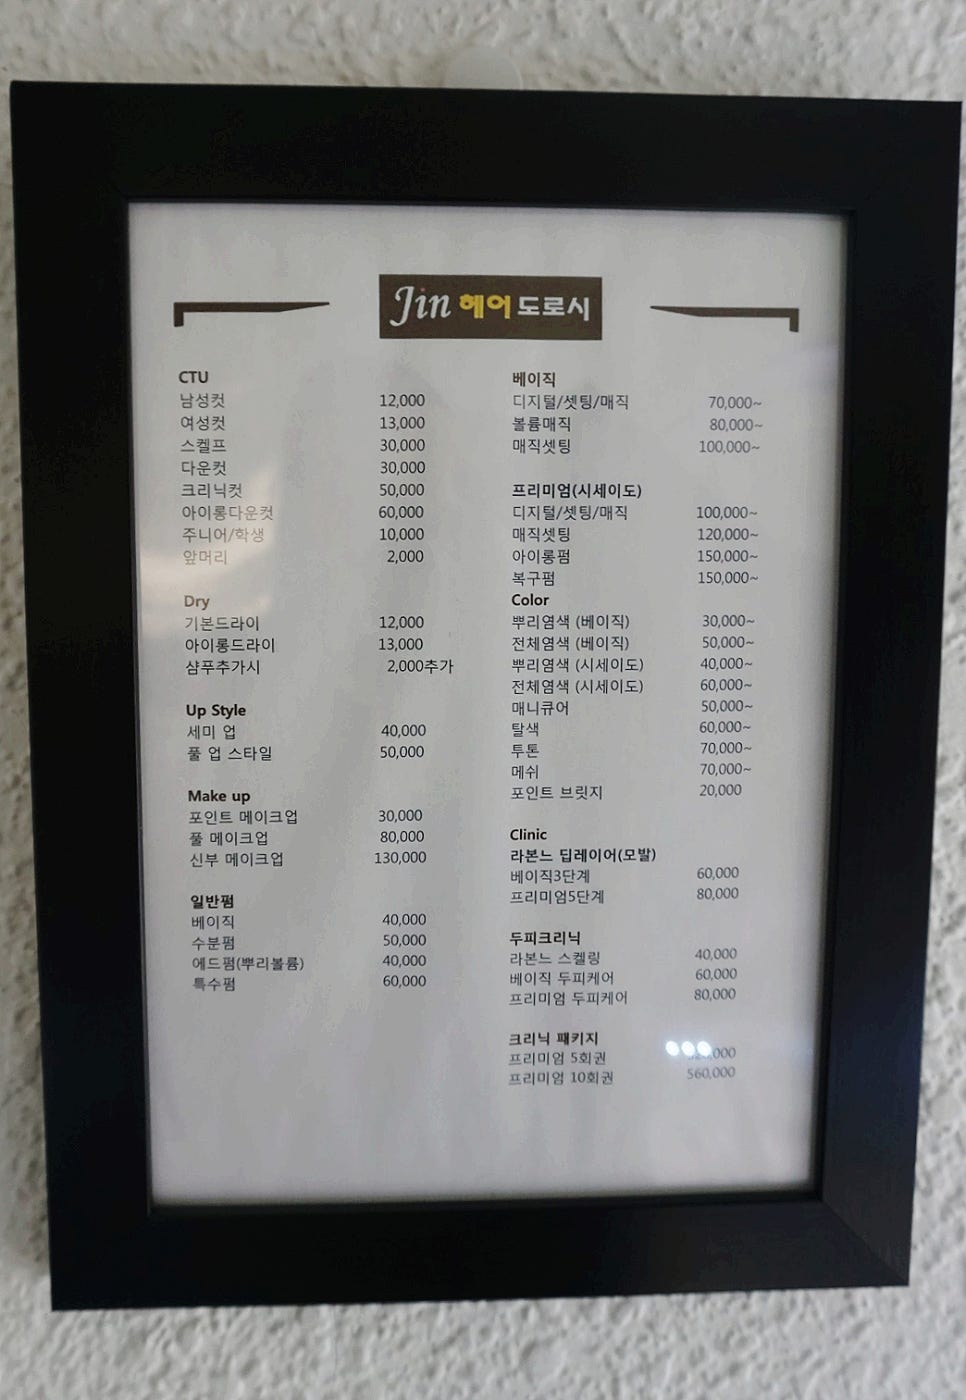 Jin 헤어 도로시
CTU
남성컷 12,000
여성컷 13,000
스켈프 30,000
다운컷 30,000
크리닉컷 50,000
아이롱다운컷 60,000
주니어/학생 10,000
앞머리 2,000
Dry
기본드라이 12,000
아이롱드라이 13,000
샴푸추가시 2,000추가
Up Style
세미 업 40,000
풀 업 스타일 50,000
Make up
포인트 메이크업 30,000
풀 메이크업 80,000
신부 메이크업 130,000
일반펌
베이직 40,000
수분펌 50,000
에드펌(뿌리볼륨) 40,000
특수펌 60,000
베이직
디지털/셋팅/매직 70,000~
볼륨매직 80,000~
매직셋팅 100,000~
프리미엄(시세이도)
디지털/셋팅/매직 100,000~
매직셋팅 120,000~
아이롱펌 150,000~
복구펌 150,000~
Color
뿌리염색 (베이직) 30,000~
전체염색 (베이직) 50,000~
뿌리염색 (시세이도) 40,000~
전체염색 (시세이도) 60,000~
매니큐어 50,000~
탈색 60,000~
투톤 70,000~
메쉬 70,000~
포인트 브릿지 20,000
Clinic
라본느 딥레이어(모발)
베이직3단계 60,000
프리미엄5단계 80,000
두피크리닉
라본느 스켈링 40,000
베이직 두피케어 60,000
프리미엄 두피케어 80,000
크리닉 패키지
프리미엄 5회권
프리미엄 10회권 560,000